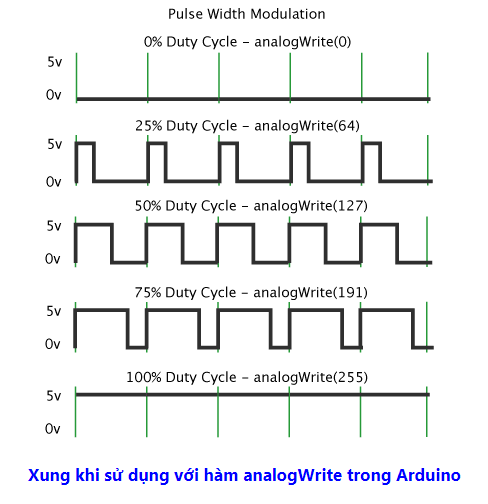 Pulse Width Modulation
0% Duty Cycle – analogWrite(0)
5v
0v
25% Duty Cycle – analogWrite(64)
5v
0v
50% Duty Cycle – analogWrite(127)
5v
0v
75% Duty Cycle – analogWrite(191)
5v
0v
100% Duty Cycle – analogWrite(255)
5v
0v
Xung khi sử dụng với hàm analogWrite trong Arduino